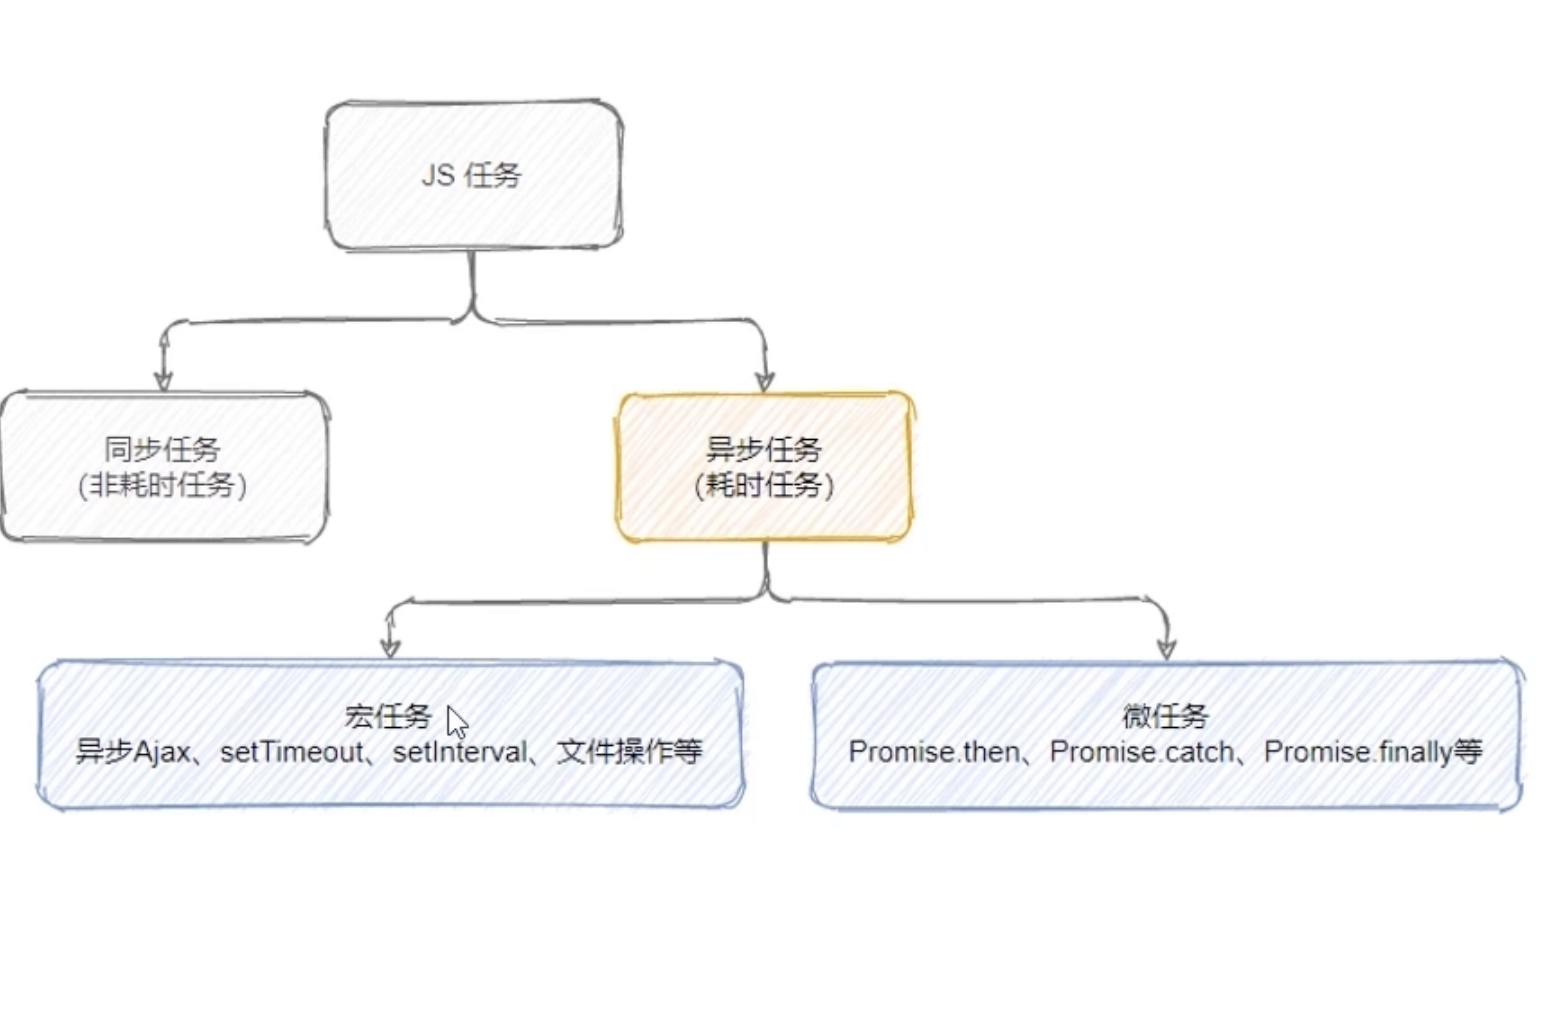 JS 任务
同步任务
（非耗时任务）
异步任务
（耗时任务）
宏任务
异步Ajax、setTimeout、setInterval、文件操作等
微任务
Promise.then、Promise.catch、Promise.finally等